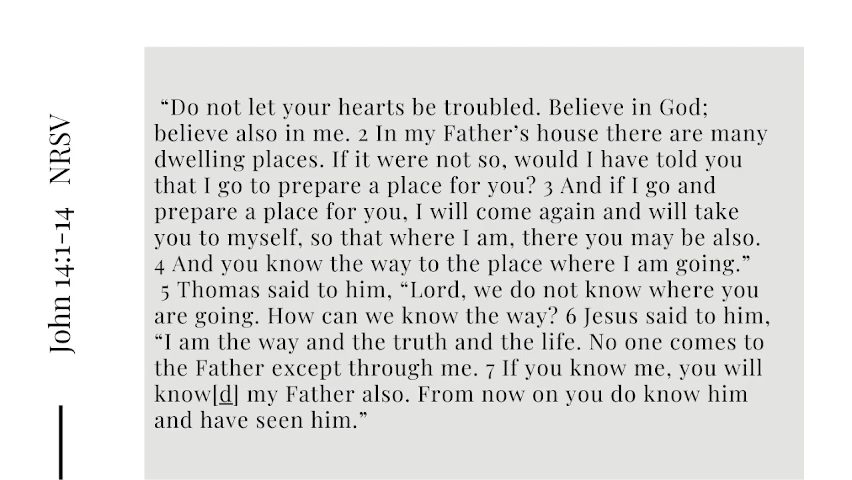 John 14:1-14 NRSV
“Do not let your hearts be troubled. Believe in God;
believe also in me. 2 In my Father’s house there are many
dwelling places. If it were not so, would I have told you
that I go to prepare a place for you? 3 And if I go and
prepare a place for you, I will come again and will take
you to myself, so that where I am, there you may be also.
4 And you know the way to the place where I am going.”
5 Thomas said to him, “Lord, we do not know where you
are going. How can we know the way? 6 Jesus said to him,
“I am the way and the truth and the life. No one comes to
the Father except through me. 7 If you know me, you will
know[d] my Father also. From now on you do know him
and have seen him.”